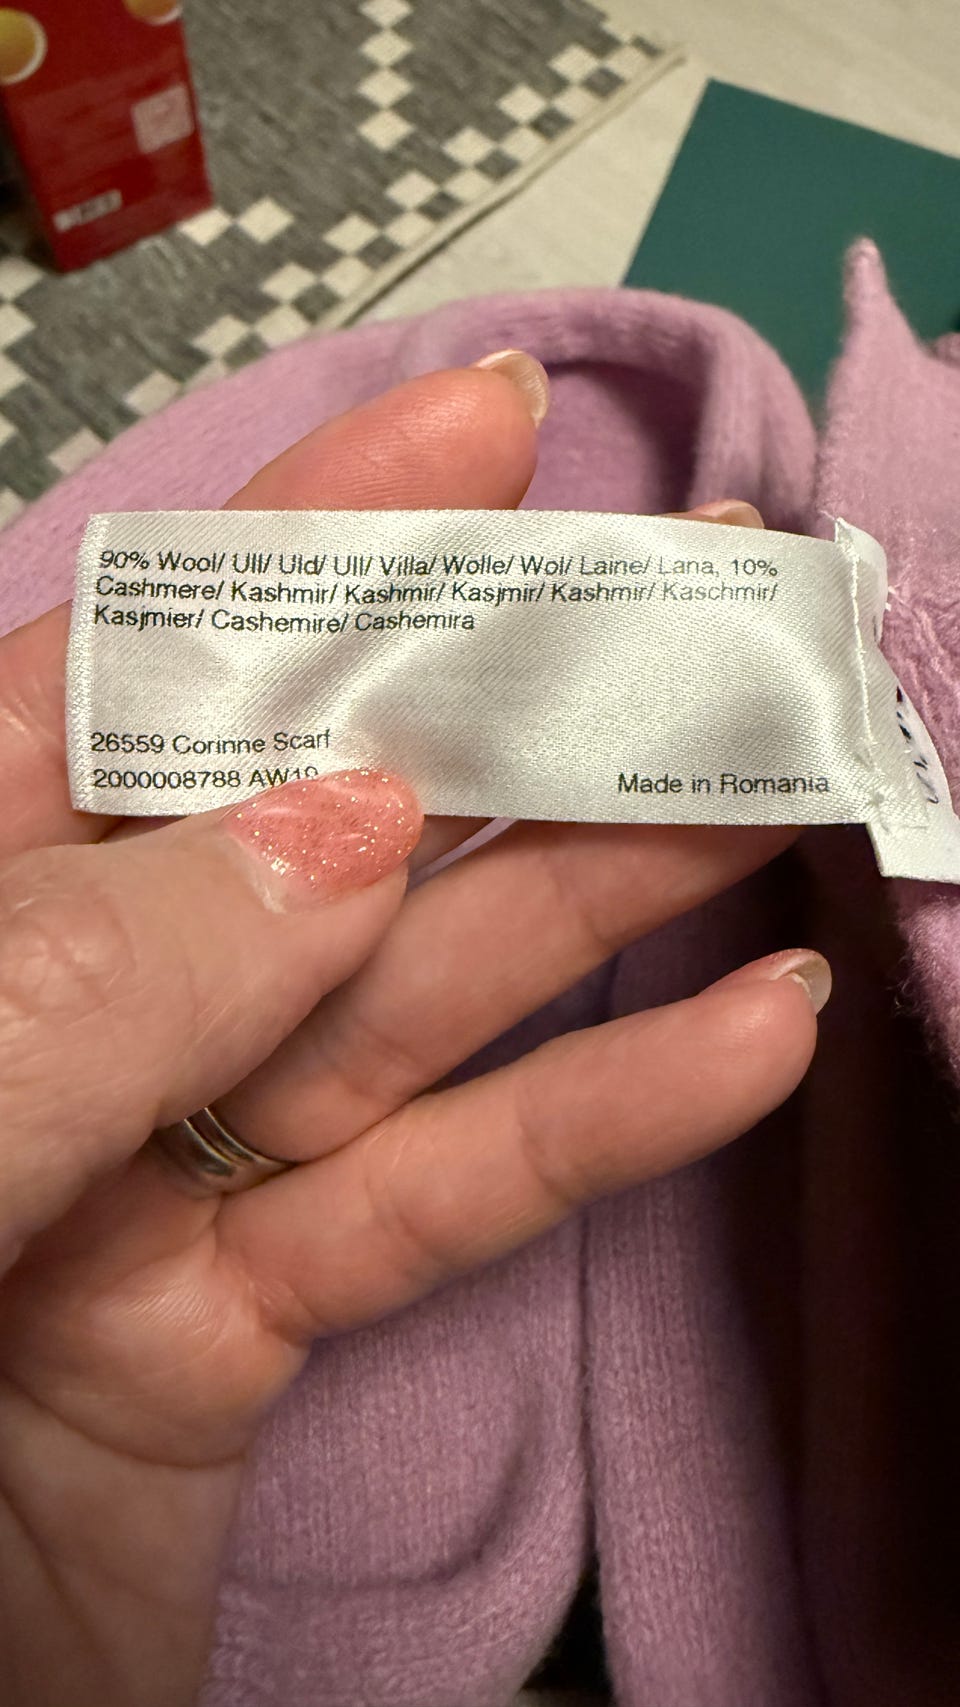 90% Wool/ Ull/ Uld/ Ull/ Villa/ Wolle/ Wol/ Laine/ Lana, 10%
Cashmere/ Kashmir/ Kashmir/ Kasjmir/ Kashmir/ Kaschmir/
Kasjmier/ Cashemire/ Cashemira
26559 Corinne Scarf
2000008788
Made in Romania